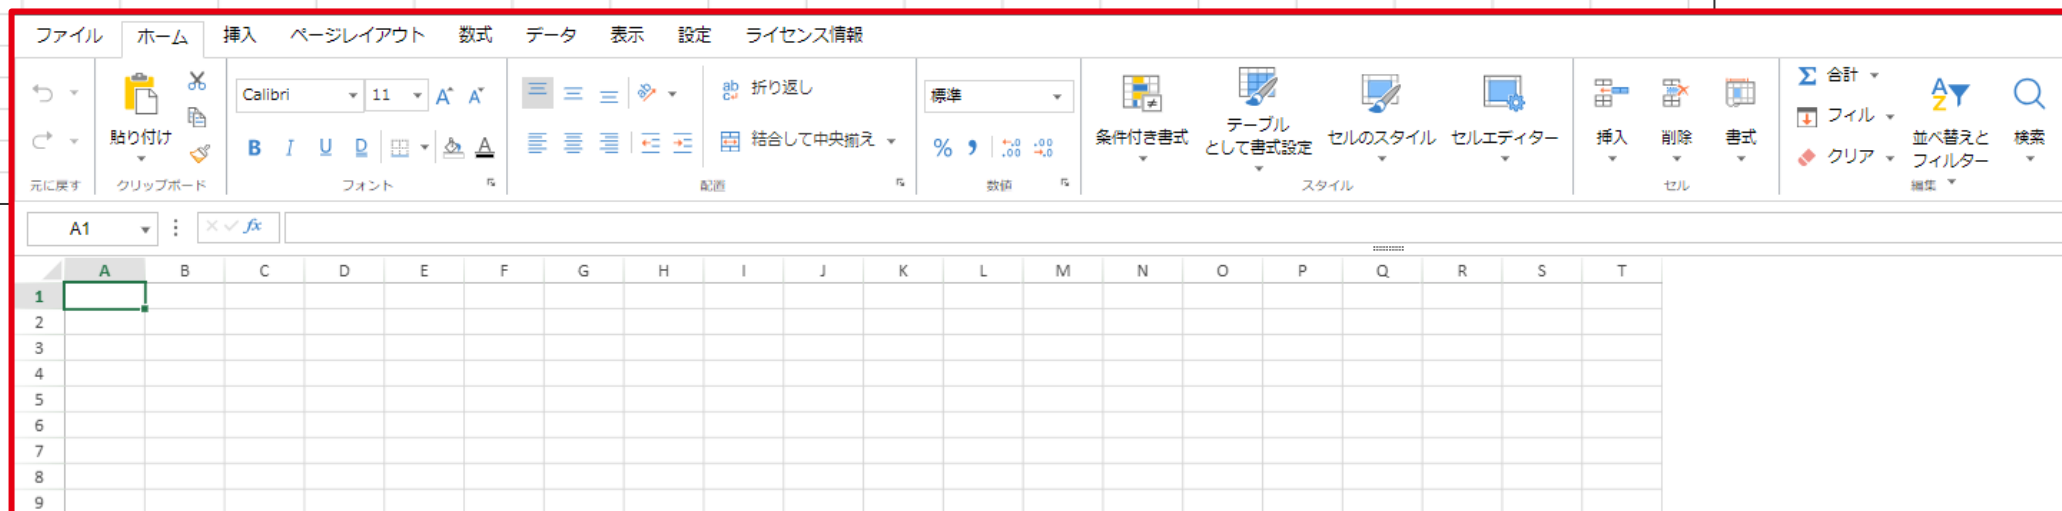 ファイル ホーム 挿入 ページレイアウト 数式 データ 表示 設定 ライセンス情報
貼り付け
Calibri 11
B I U D A
ab 折り返し
結合して中央揃え
標準
% .00 .00
条件付き書式
テーブル
として書式設定
セルのスタイル
セルエディター
挿入
削除
書式
Σ 合計
フィル
クリア
並べ替えと
フィルター
検索
元に戻す クリップボード フォント 配置 数値 スタイル セル 編集
A1 fx
A B C D E F G H I J K L M N O P Q R S T
1
2
3
4
5
6
7
8
9